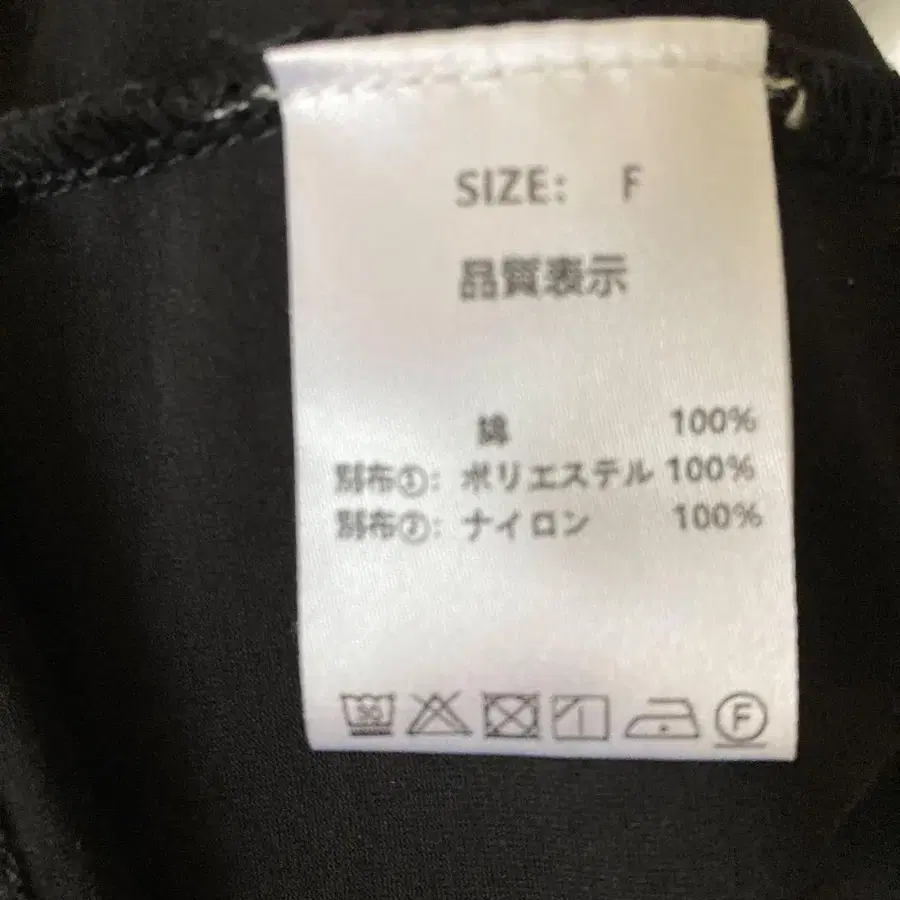 SIZE: F
品質表示
綿 100%
別布①: ポリエステル 100%
別布②: ナイロン 100%
30
F